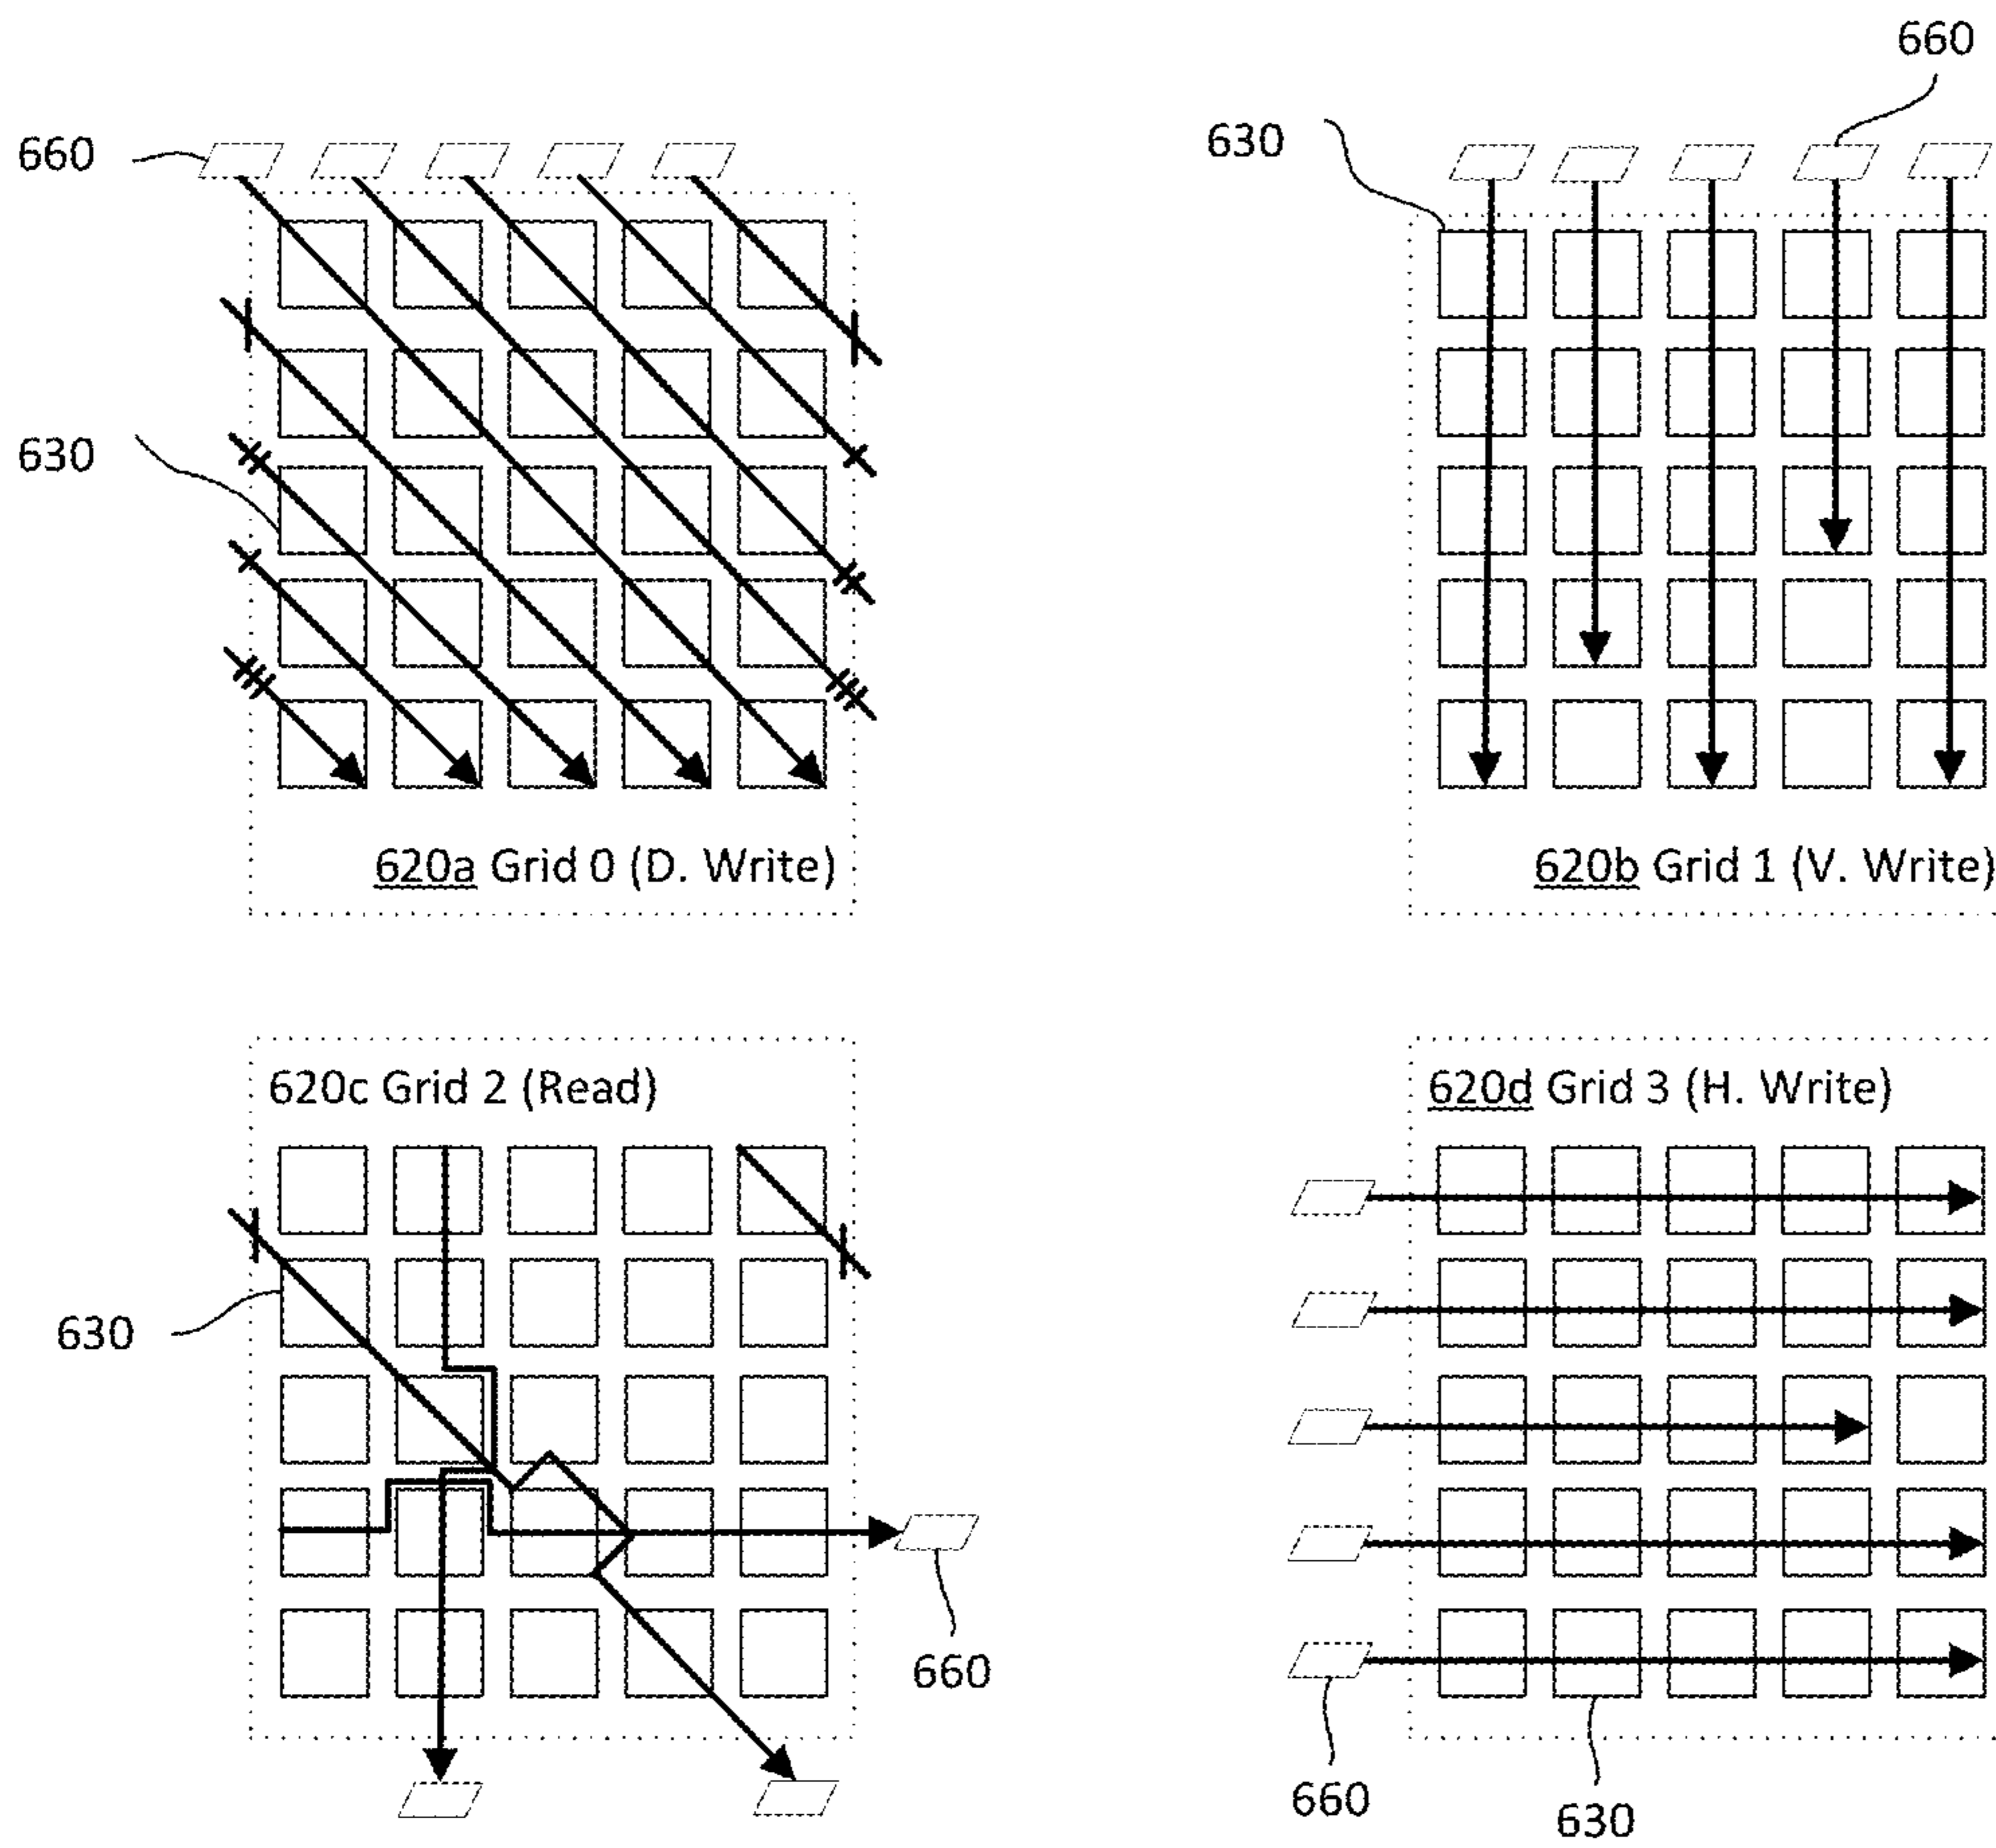 660
660
630
630
620a Grid 0 (D. Write)
620b Grid 1 (V. Write)
620c Grid 2 (Read)
620d Grid 3 (H. Write)
630
660
660
630